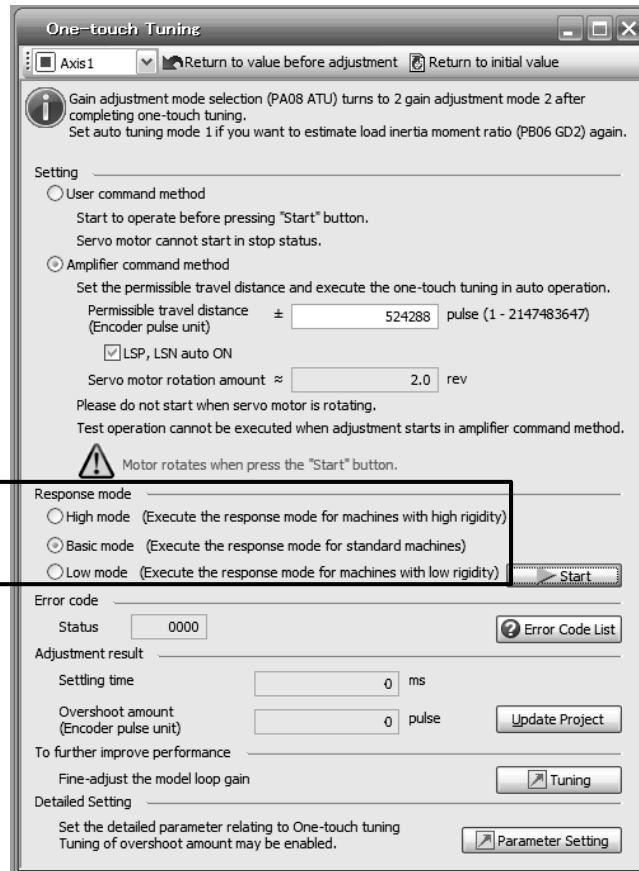 One-touch Tuning
Axis1 Return to value before adjustment Return to initial value
Gain adjustment mode selection (PA08 ATU) turns to 2 gain adjustment mode 2 after
completing one-touch tuning.
Set auto tuning mode 1 if you want to estimate load inertia moment ratio (PB06 GD2) again.
Setting
User command method
Start to operate before pressing "Start" button.
Servo motor cannot start in stop status.
Amplifier command method
Set the permissible travel distance and execute the one-touch tuning in auto operation.
Permissible travel distance
(Encoder pulse unit)
± 524288 pulse (1 - 2147483647)
LSP, LSN auto ON
Servo motor rotation amount ≈ 2.0 rev
Please do not start when servo motor is rotating.
Test operation cannot be executed when adjustment starts in amplifier command method.
Motor rotates when press the "Start" button.
Response mode
High mode (Execute the response mode for machines with high rigidity)
Basic mode (Execute the response mode for standard machines)
Low mode (Execute the response mode for machines with low rigidity)
Start
Error code
Status 0000
Error Code List
Adjustment result
Settling time 0 ms
Overshoot amount
(Encoder pulse unit)
0 pulse
Update Project
To further improve performance
Fine-adjust the model loop gain
Tuning
Detailed Setting
Set the detailed parameter relating to One-touch tuning
Tuning of overshoot amount may be enabled.
Parameter Setting